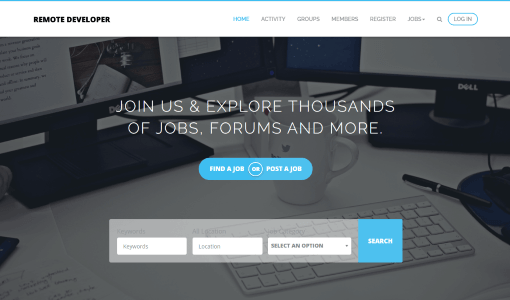 REMOTE DEVELOPER
HOME ACTIVITY GROUPS MEMBERS REGISTER JOBS LOG IN
DELL
JOIN US & EXPLORE THOUSANDS
OF JOBS, FORUMS AND MORE.
FIND A JOB OR POST A JOB
Keywords
Keywords Location SELECT AN OPTION SEARCH